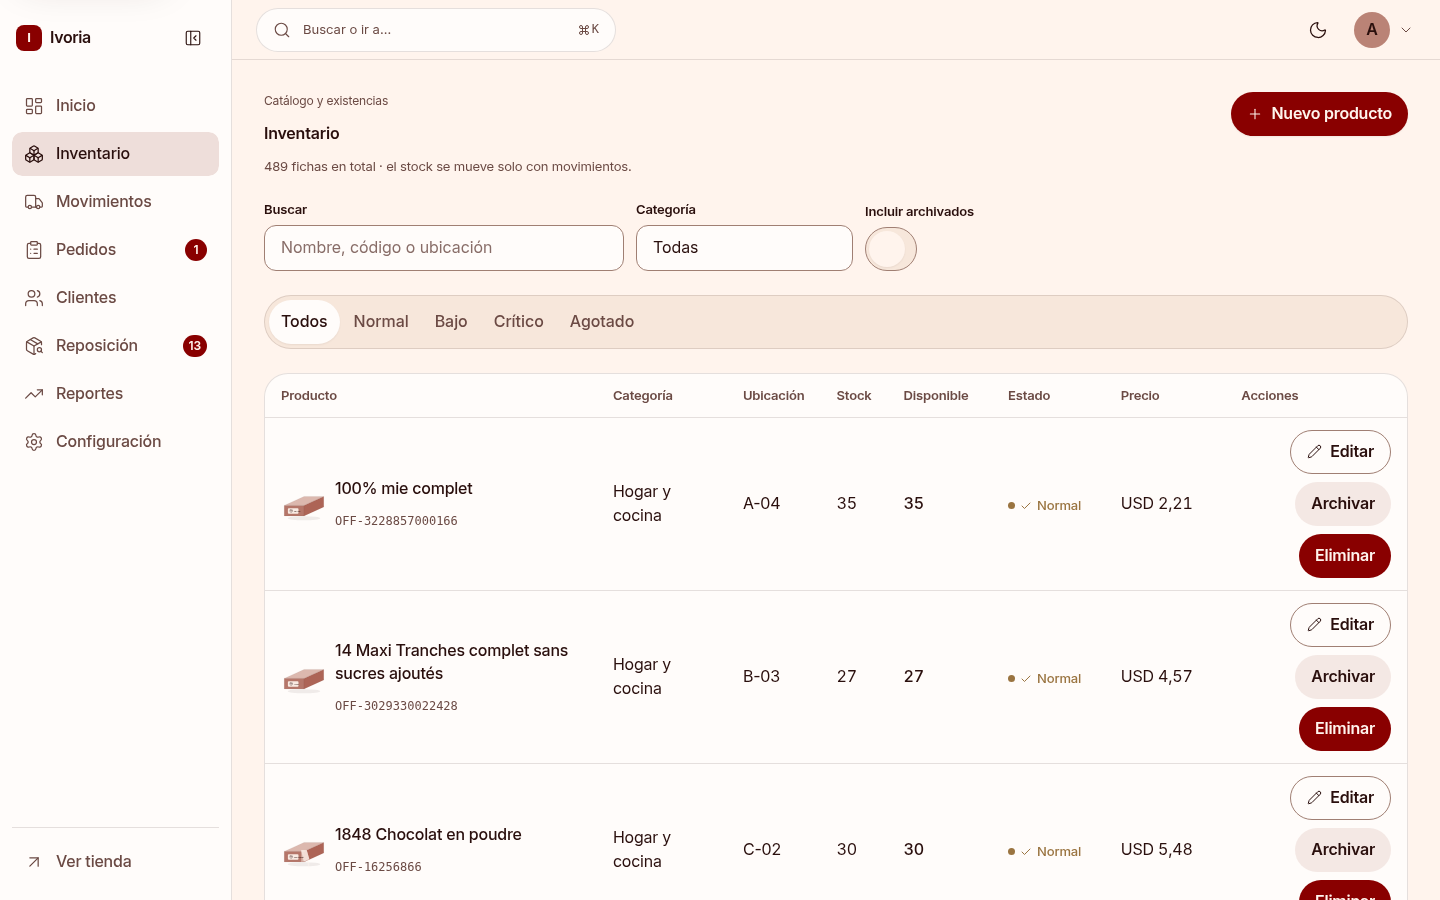 I Ivoria
Buscar o ir a... ⌘K
A
Inicio
Inventario
Movimientos
Pedidos 1
Clientes
Reposición 13
Reportes
Configuración
Ver tienda
Catálogo y existencias
Inventario
489 fichas en total · el stock se mueve solo con movimientos.
+ Nuevo producto
Buscar
Nombre, código o ubicación
Categoría
Todas
Incluir archivados
Todos Normal Bajo Crítico Agotado
Producto Categoría Ubicación Stock Disponible Estado Precio Acciones
100% mie complet
OFF-3228857000166
Hogar y
cocina
A-04 35 35 Normal USD 2,21
Editar
Archivar
Eliminar
14 Maxi Tranches complet sans
sucres ajoutés
OFF-3029330022428
Hogar y
cocina
B-03 27 27 Normal USD 4,57
Editar
Archivar
Eliminar
1848 Chocolat en poudre
OFF-16256866
Hogar y
cocina
C-02 30 30 Normal USD 5,48
Editar
Archivar
Eliminar